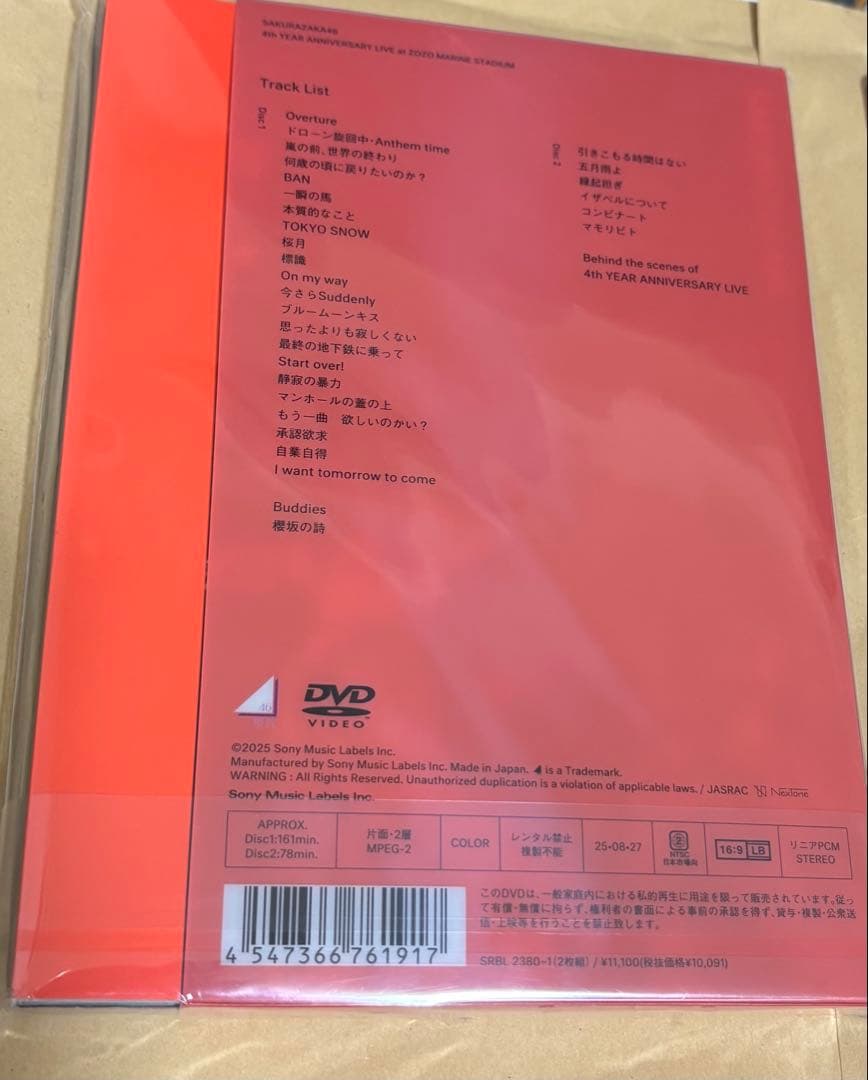 SAKURAZAKA46
4th YEAR ANNIVERSARY LIVE at ZOZO MARINE STADIUM
Track List
Disc 1
Overture
ドローン旋回中・Anthem time
嵐の前、世界の終わり
何歳の頃に戻りたいのか？
BAN
一瞬の馬
本質的なこと
TOKYO SNOW
桜月
標識
On my way
今さらSuddenly
ブルームーンキス
思ったよりも寂しくない
最終の地下鉄に乗って
Start over!
静寂の暴力
マンホールの蓋の上
もう一曲　欲しいのかい？
承認欲求
自業自得
I want tomorrow to come
Buddies
櫻坂の詩
Disc 2
引きこもる時間はない
五月雨よ
縁起担ぎ
イザベルについて
コンビナート
マモリビト
Behind the scenes of
4th YEAR ANNIVERSARY LIVE
46
DVD
VIDEO™
©2025 Sony Music Labels Inc.
Manufactured by Sony Music Labels Inc. Made in Japan. is a Trademark.
WARNING : All Rights Reserved. Unauthorized duplication is a violation of applicable laws. / JASRAC NexTone
Sony Music Labels Inc.
APPROX.
Disc1:161min.
Disc2:78min.
片面・2層
MPEG-2
COLOR
レンタル禁止
複製不能
25・08・27
2
NTSC
日本市場向
16:9 LB
リニアPCM
STEREO
このDVDは、一般家庭内における私的再生に用途を限って販売されています。従っ
て有償・無償に拘らず、権利者の書面による事前の承認を得ず、貸与・複製・公衆送
信・上映等を行うことを禁止致します。
4 547366 761917
SRBL 2380-1(2枚組) / ¥11,100(税抜価格¥10,091)